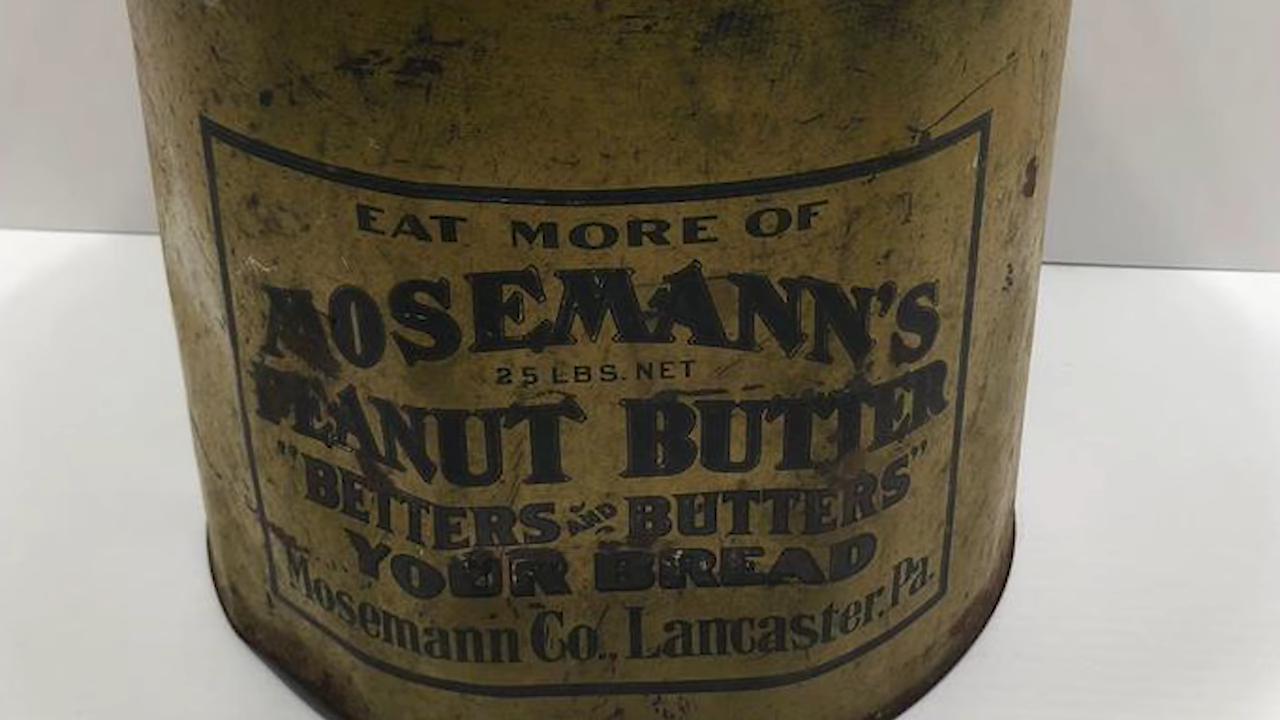 EAT MORE OF
MOSEMANN'S
25 LBS. NET
PEANUT BUTTER
"BETTERS AND BUTTERS"
YOUR BREAD
Mosemann Co., Lancaster, Pa.